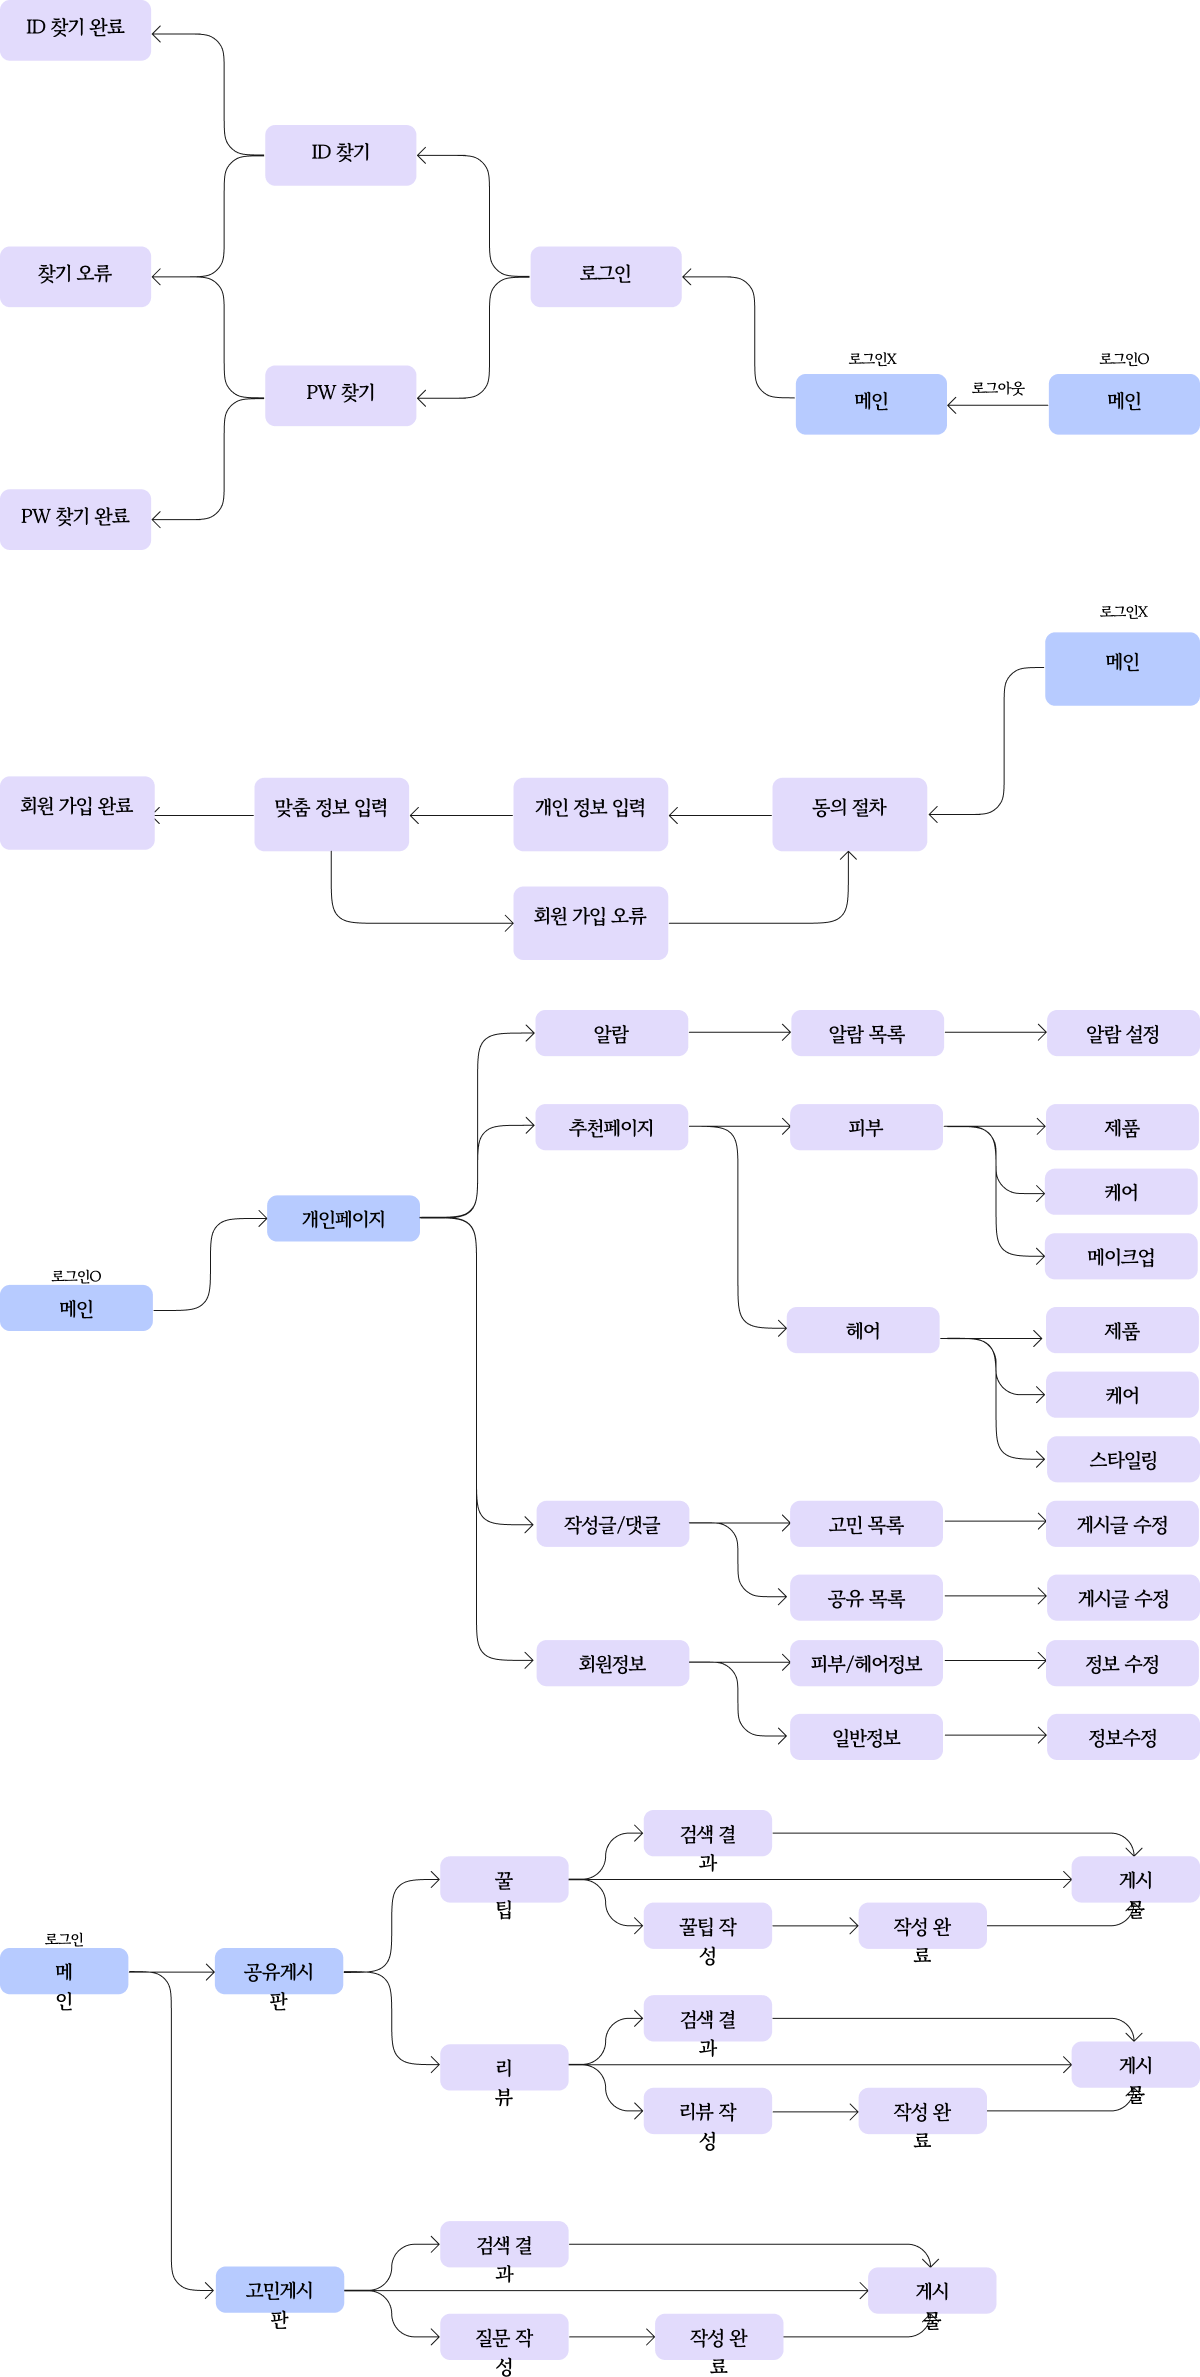 ID 찾기 완료
ID 찾기
찾기 오류
로그인
로그인X
로그인O
로그아웃
PW 찾기
메인
메인
PW 찾기 완료
로그인X
메인
회원 가입 완료
맞춤 정보 입력
개인 정보 입력
동의 절차
회원 가입 오류
알람
알람 목록
알람 설정
추천페이지
피부
제품
케어
개인페이지
메이크업
로그인O
메인
헤어
제품
케어
스타일링
작성글/댓글
고민 목록
게시글 수정
공유 목록
게시글 수정
회원정보
피부/헤어정보
정보 수정
일반정보
정보수정
검색 결
과
꿀
팁
게시
물
꿀팁 작
성
작성 완
료
로그인
메
인
공유게시
판
검색 결
과
리
뷰
게시
물
리뷰 작
성
작성 완
료
검색 결
과
고민게시
판
게시
물
질문 작
성
작성 완
료